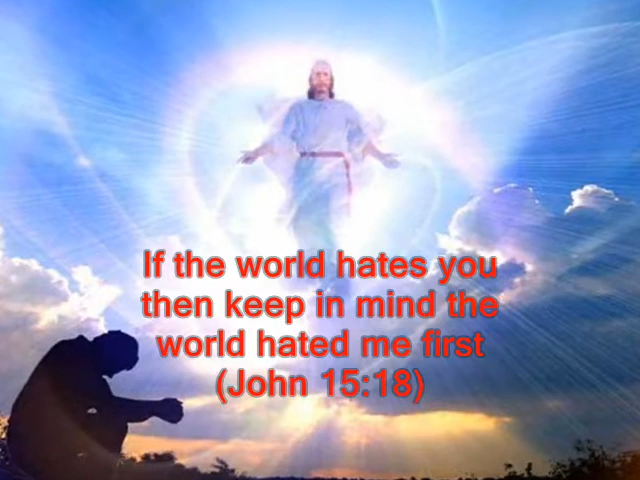 If the world hates you
then keep in mind the
world hated me first
(John 15:18)